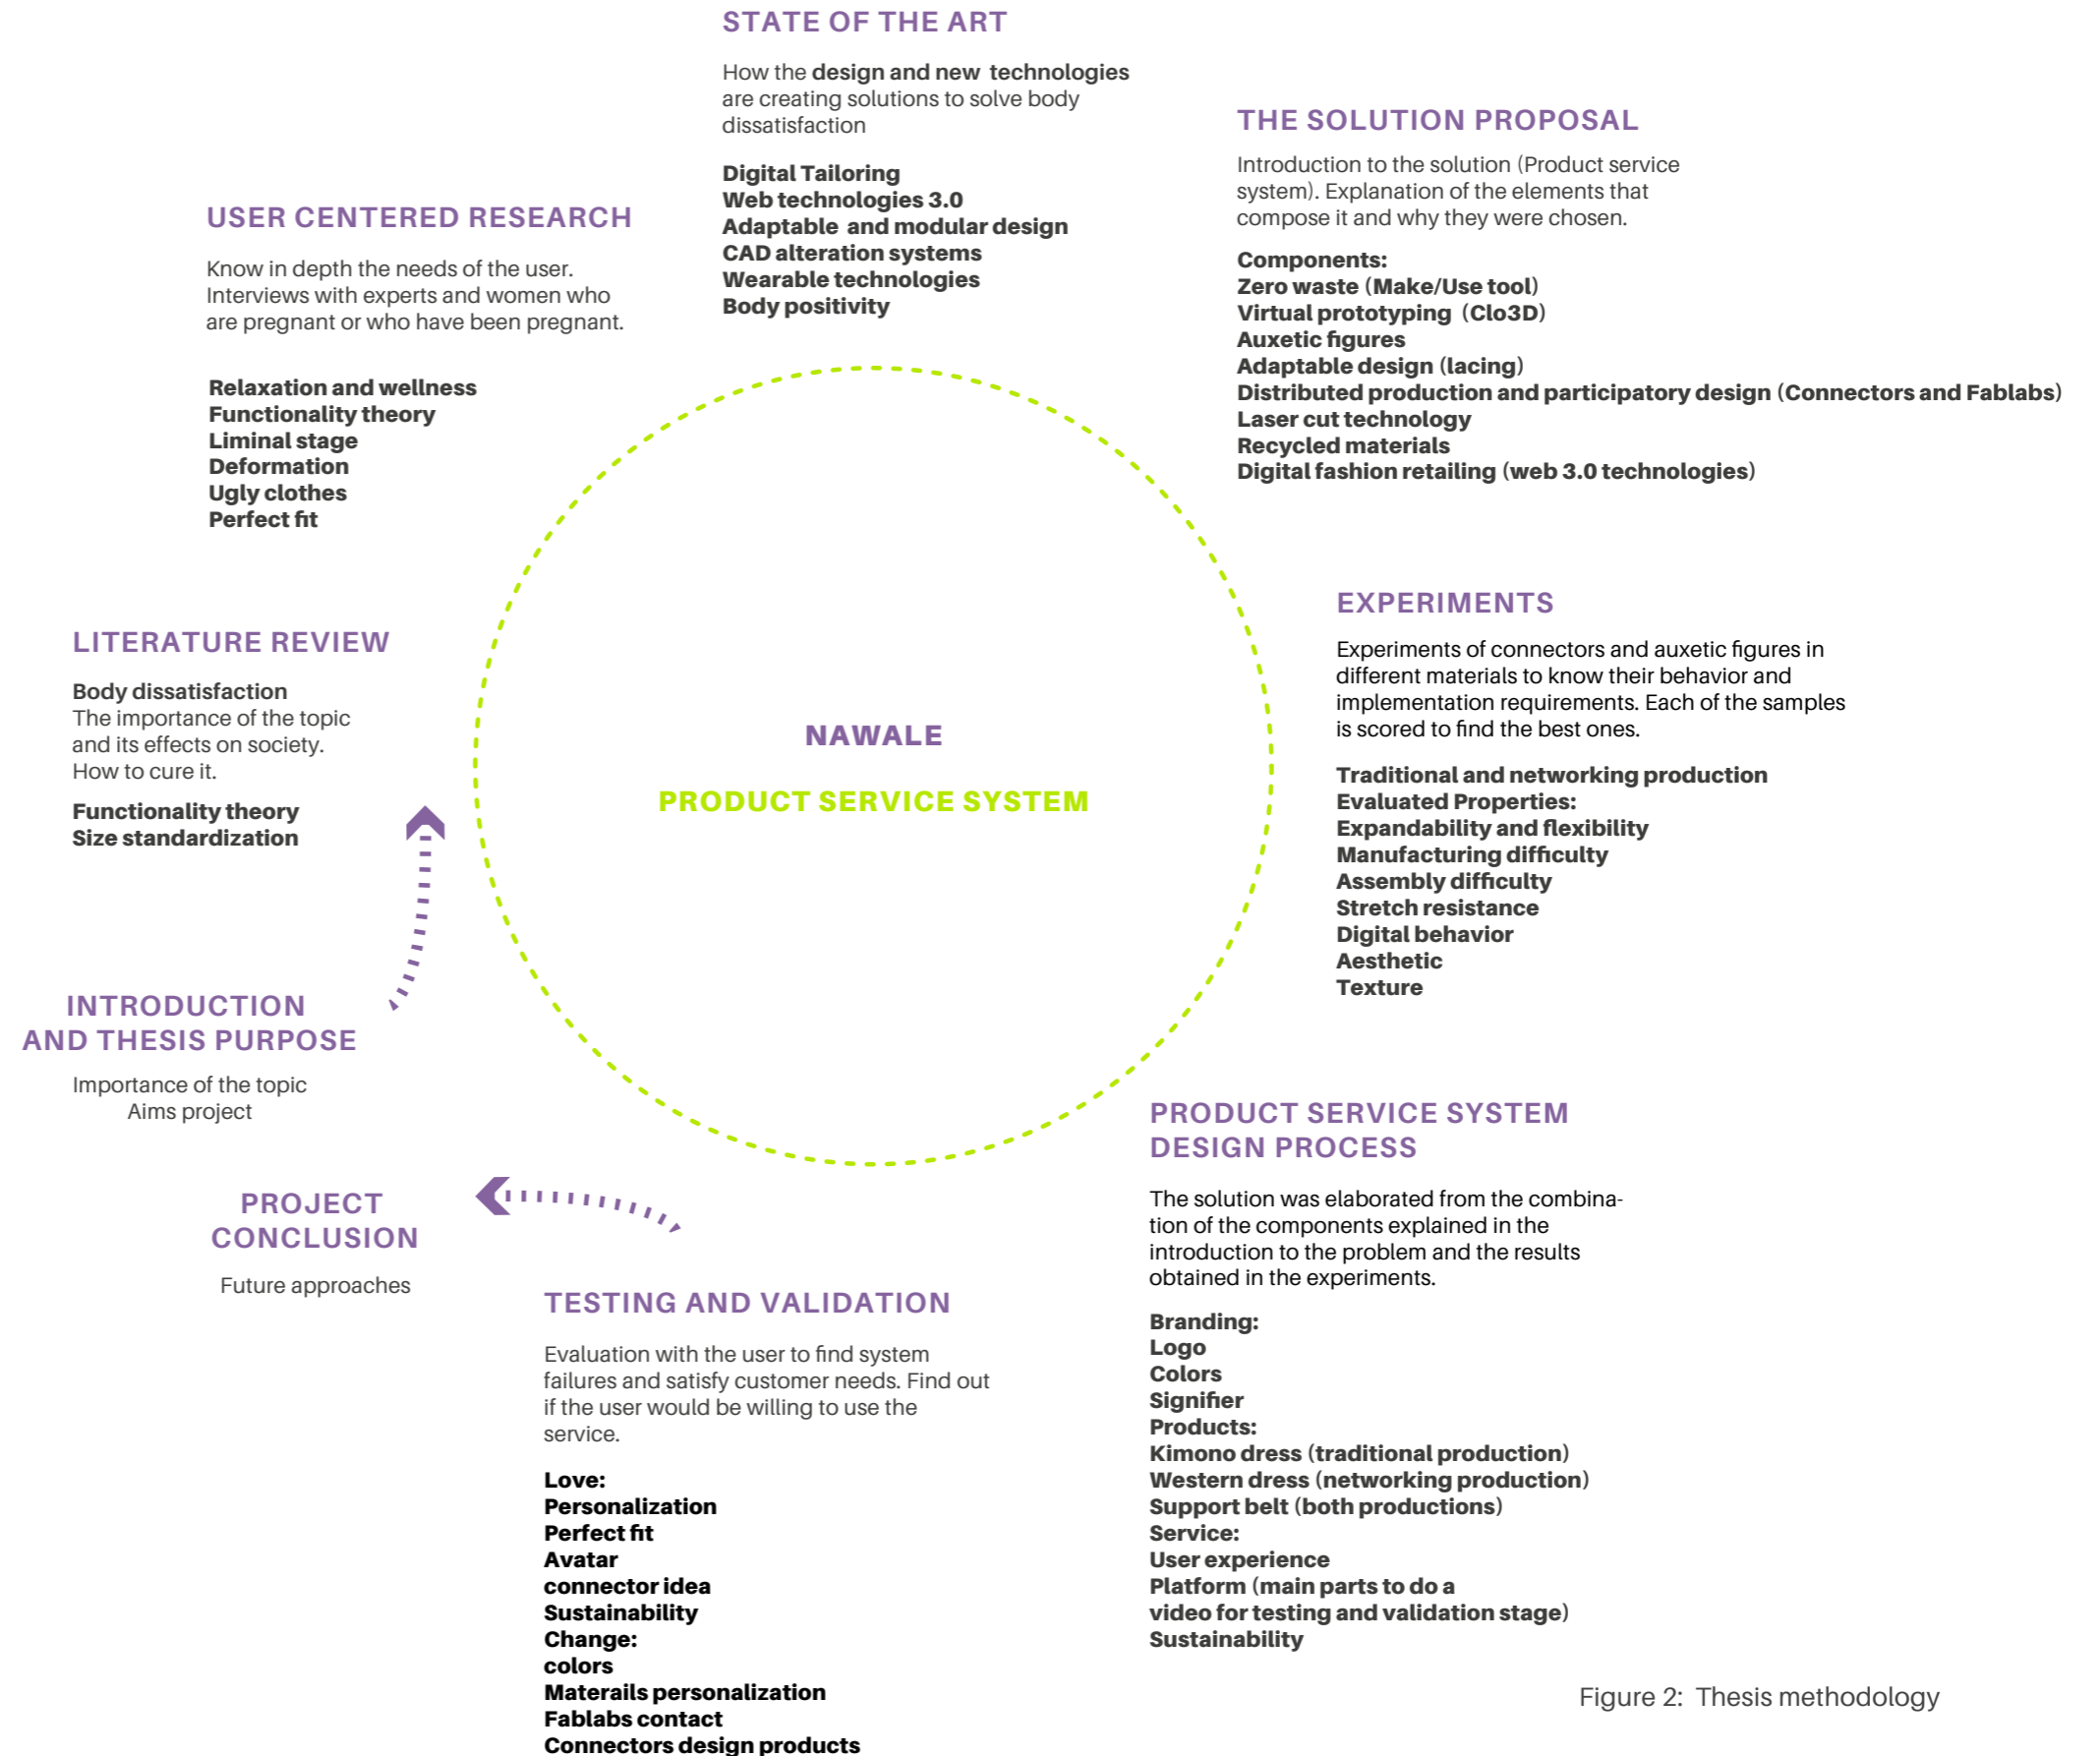 STATE OF THE ART
How the design and new technologies
are creating solutions to solve body
dissatisfaction
Digital Tailoring
Web technologies 3.0
Adaptable and modular design
CAD alteration systems
Wearable technologies
Body positivity
THE SOLUTION PROPOSAL
Introduction to the solution (Product service
system). Explanation of the elements that
compose it and why they were chosen.
Components:
Zero waste (Make/Use tool)
Virtual prototyping (Clo3D)
Auxetic figures
Adaptable design (lacing)
Distributed production and participatory design (Connectors and Fablabs)
Laser cut technology
Recycled materials
Digital fashion retailing (web 3.0 technologies)
USER CENTERED RESEARCH
Know in depth the needs of the user.
Interviews with experts and women who
are pregnant or who have been pregnant.
Relaxation and wellness
Functionality theory
Liminal stage
Deformation
Ugly clothes
Perfect fit
EXPERIMENTS
Experiments of connectors and auxetic figures in
different materials to know their behavior and
implementation requirements. Each of the samples
is scored to find the best ones.
Traditional and networking production
Evaluated Properties:
Expandability and flexibility
Manufacturing difficulty
Assembly difficulty
Stretch resistance
Digital behavior
Aesthetic
Texture
LITERATURE REVIEW
Body dissatisfaction
The importance of the topic
and its effects on society.
How to cure it.
Functionality theory
Size standardization
NAWALE
PRODUCT SERVICE SYSTEM
INTRODUCTION
AND THESIS PURPOSE
Importance of the topic
Aims project
PROJECT
CONCLUSION
Future approaches
PRODUCT SERVICE SYSTEM
DESIGN PROCESS
The solution was elaborated from the combina-
tion of the components explained in the
introduction to the problem and the results
obtained in the experiments.
Branding:
Logo
Colors
Signifier
Products:
Kimono dress (traditional production)
Western dress (networking production)
Support belt (both productions)
Service:
User experience
Platform (main parts to do a
video for testing and validation stage)
Sustainability
TESTING AND VALIDATION
Evaluation with the user to find system
failures and satisfy customer needs. Find out
if the user would be willing to use the
service.
Love:
Personalization
Perfect fit
Avatar
connector idea
Sustainability
Change:
colors
Materails personalization
Fablabs contact
Connectors design products
Figure 2: Thesis methodology